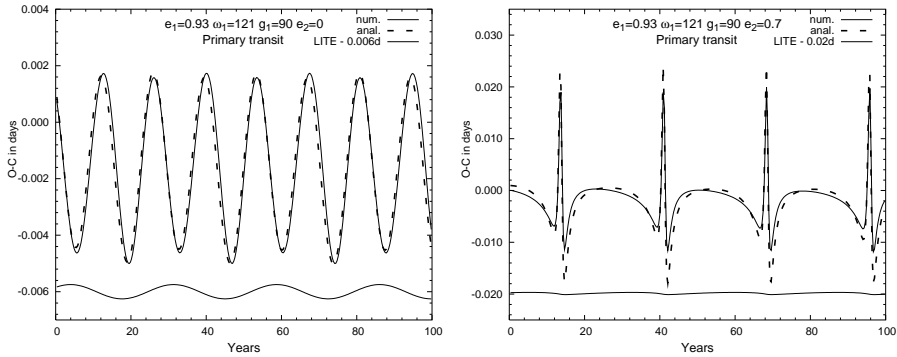 e1=0.93 ω1=121 g1=90 e2=0
Primary transit
num.
anal.
LITE - 0.006d
O-C in days
0.004
0.002
0.000
-0.002
-0.004
-0.006
0 20 40 60 80 100
Years
e1=0.93 ω1=121 g1=90 e2=0.7
Primary transit
num.
anal.
LITE - 0.02d
O-C in days
0.030
0.020
0.010
0.000
-0.010
-0.020
0 20 40 60 80 100
Years